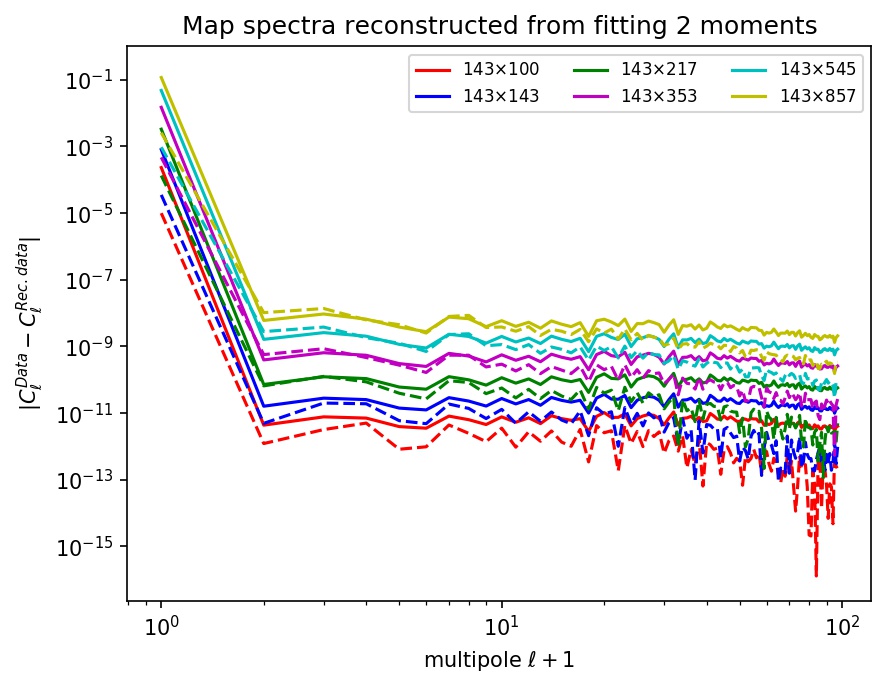 Map spectra reconstructed from fitting 2 moments
143×100 143×217 143×545
143×143 143×353 143×857
|C_ℓ^{Data} − C_ℓ^{Rec. data}|
10^{-1}
10^{-3}
10^{-5}
10^{-7}
10^{-9}
10^{-11}
10^{-13}
10^{-15}
10^0 10^1 10^2
multipole ℓ + 1